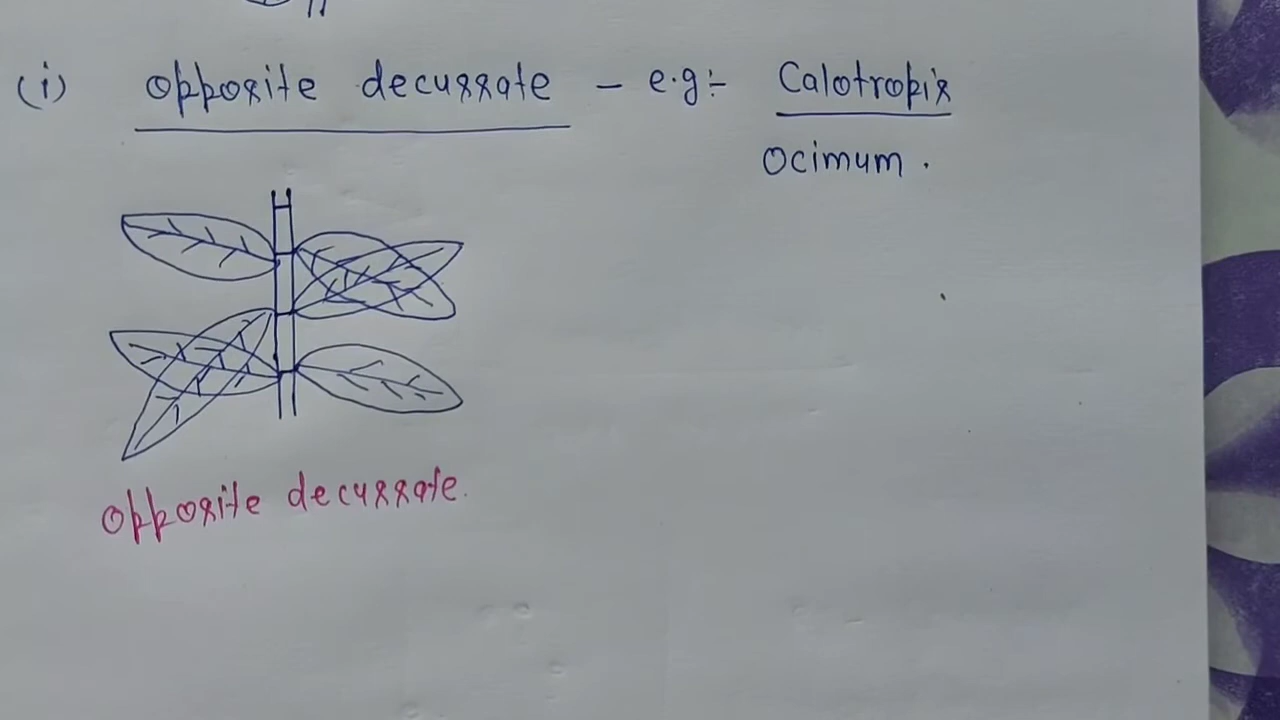 (i) Opposite decussate - e.g:- Calotropis
Ocimum.
Opposite decussate.